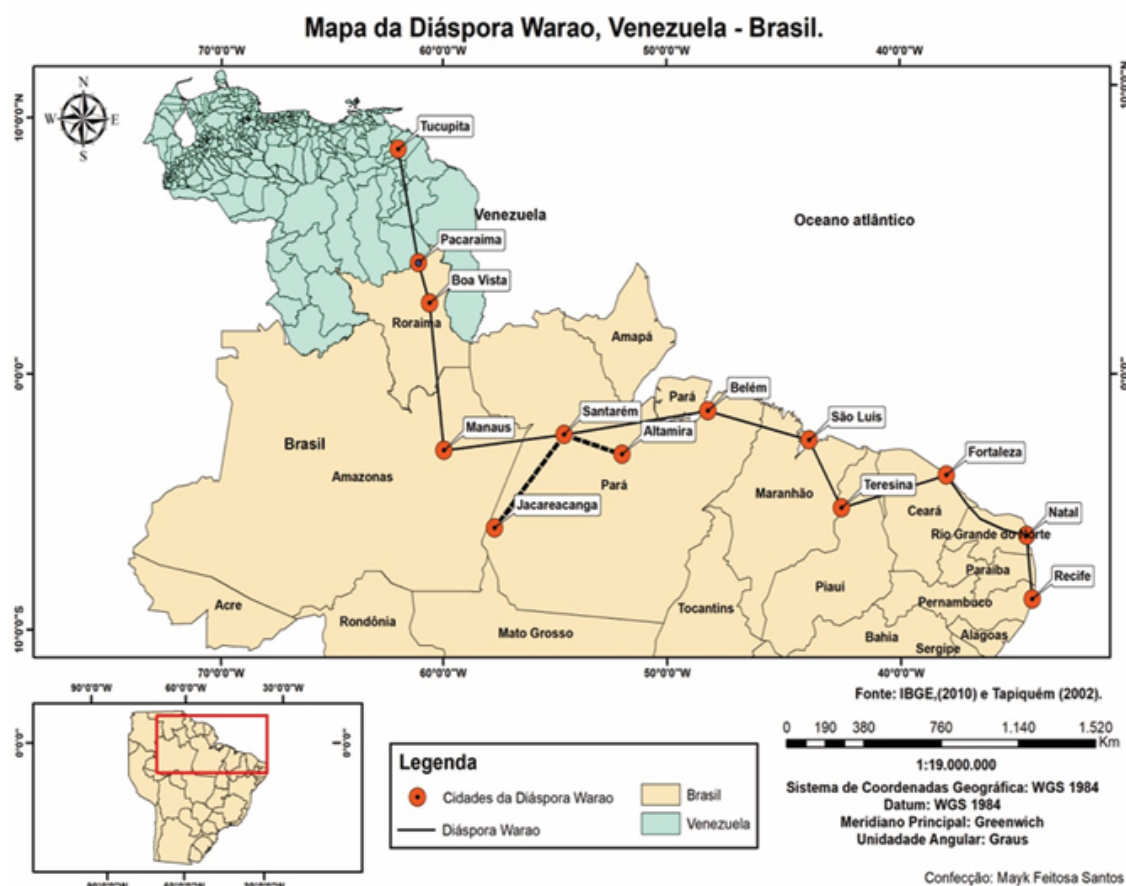 Mapa da Diáspora Warao, Venezuela - Brasil.
70°0'0"W 60°0'0"W 50°0'0"W 40°0'0"W
N
W E
S
10°0'0"N
Tucupita
Venezuela
Oceano atlântico
Pacaraima
Boa Vista
Roraima
Amapá
0°0'0"
Pará
Belém
Santarém
São Luís
Manaus
Altamira
Brasil
Fortaleza
Amazonas
Pará
Maranhão
Teresina
Jacareacanga
Ceará
Natal
Rio Grande do Norte
Paraíba
Recife
Piauí
Pernambuco
Acre
Tocantins
Rondônia
Mato Grosso
Bahia
Alagoas
Sergipe
10°0'0"S
70°0'0"W 60°0'0"W 50°0'0"W 40°0'0"W
Fonte: IBGE,(2010) e Tapiquém (2002).
90°0'0"W 60°0'0"W 30°0'0"W
0°0'0" 0°0'0"
Legenda
Cidades da Diáspora Warao
Diáspora Warao
Brasil
Venezuela
0 190 380 760 1.140 1.520
Km
1:19.000.000
Sistema de Coordenadas Geográfica: WGS 1984
Datum: WGS 1984
Meridiano Principal: Greenwich
Unidadade Angular: Graus
Confecção: Mayk Feitosa Santos